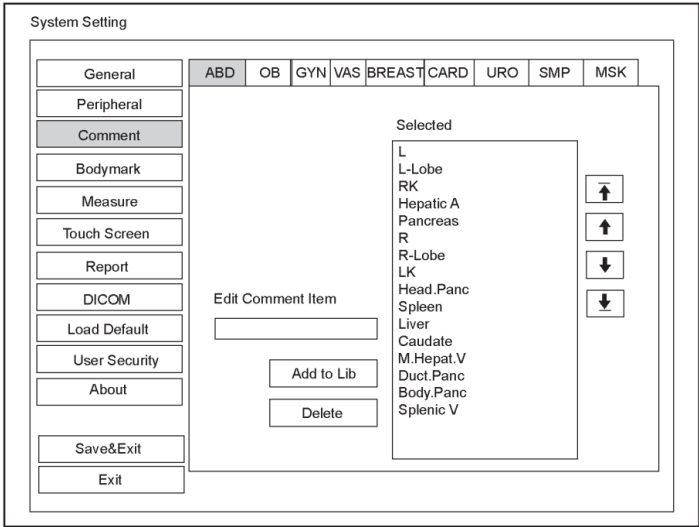 System Setting
General
Peripheral
Comment
Bodymark
Measure
Touch Screen
Report
DICOM
Load Default
User Security
About
Save&Exit
Exit
ABD OB GYN VAS BREAST CARD URO SMP MSK
Selected
L
L-Lobe
RK
Hepatic A
Pancreas
R
R-Lobe
LK
Head.Panc
Spleen
Liver
Caudate
M.Hepat.V
Duct.Panc
Body.Panc
Splenic V
Edit Comment Item
Add to Lib
Delete